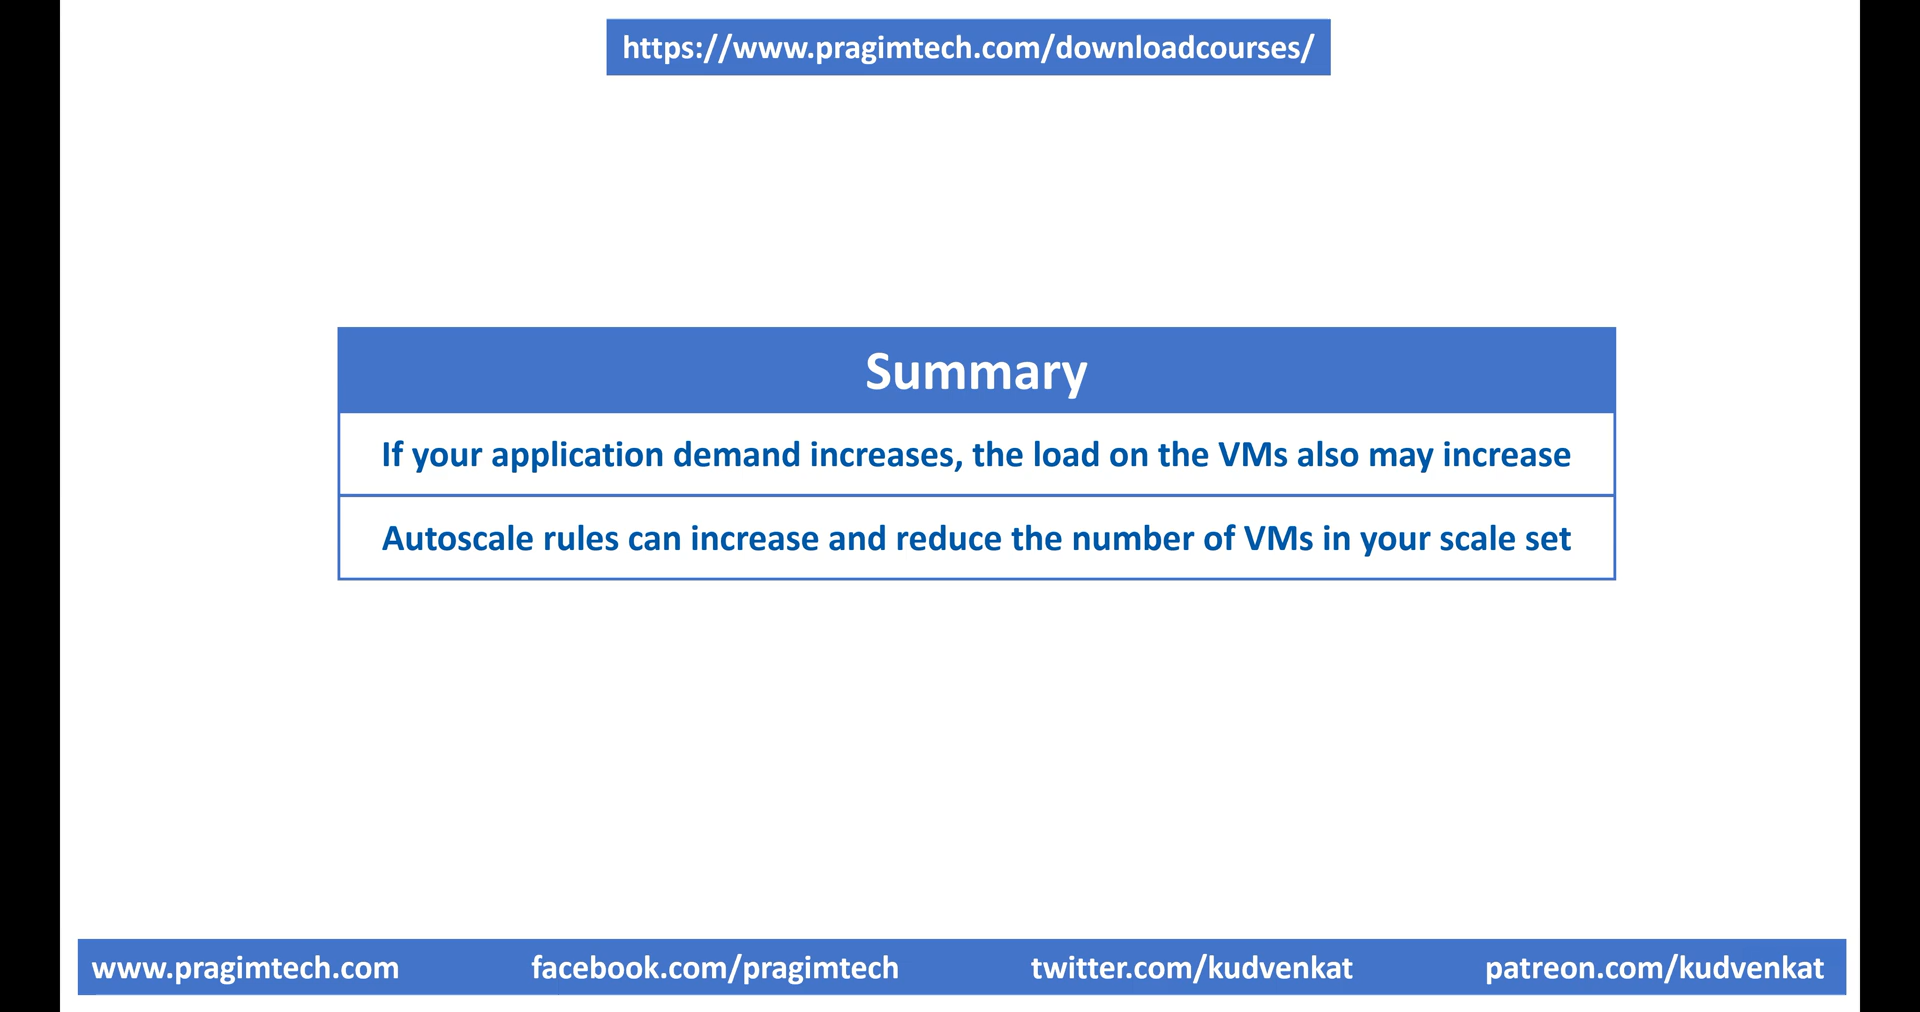 https://www.pragimtech.com/downloadcourses/
Summary
If your application demand increases, the load on the VMs also may increase
Autoscale rules can increase and reduce the number of VMs in your scale set
www.pragimtech.com facebook.com/pragimtech twitter.com/kudvenkat patreon.com/kudvenkat